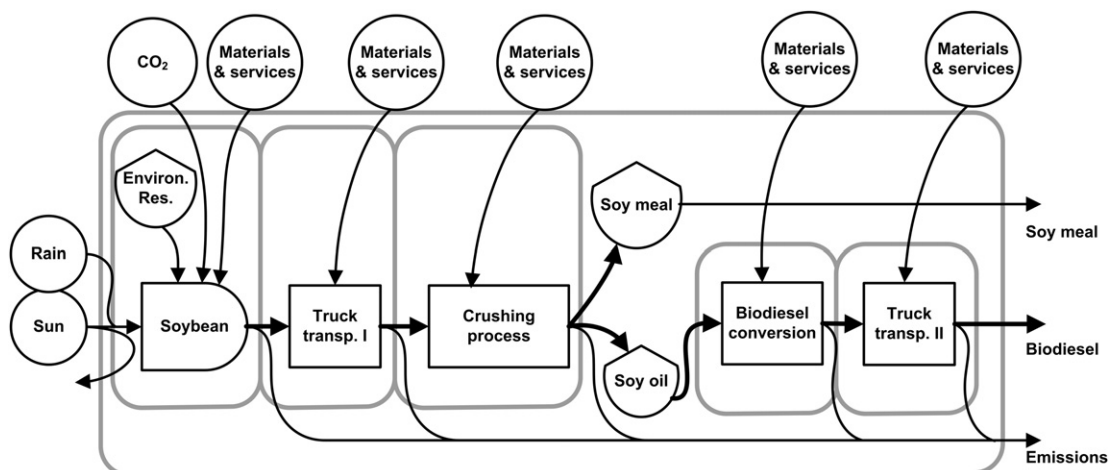 CO₂
Materials
& services
Materials
& services
Materials
& services
Materials
& services
Materials
& services
Environ.
Res.
Soy meal
Soy meal
Rain
Sun
Soybean
Truck
transp. I
Crushing
process
Biodiesel
conversion
Truck
transp. II
Biodiesel
Soy oil
Emissions